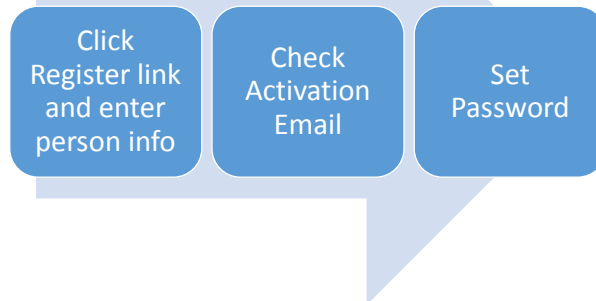 Click
Register link
and enter
person info
Check
Activation
Email
Set
Password